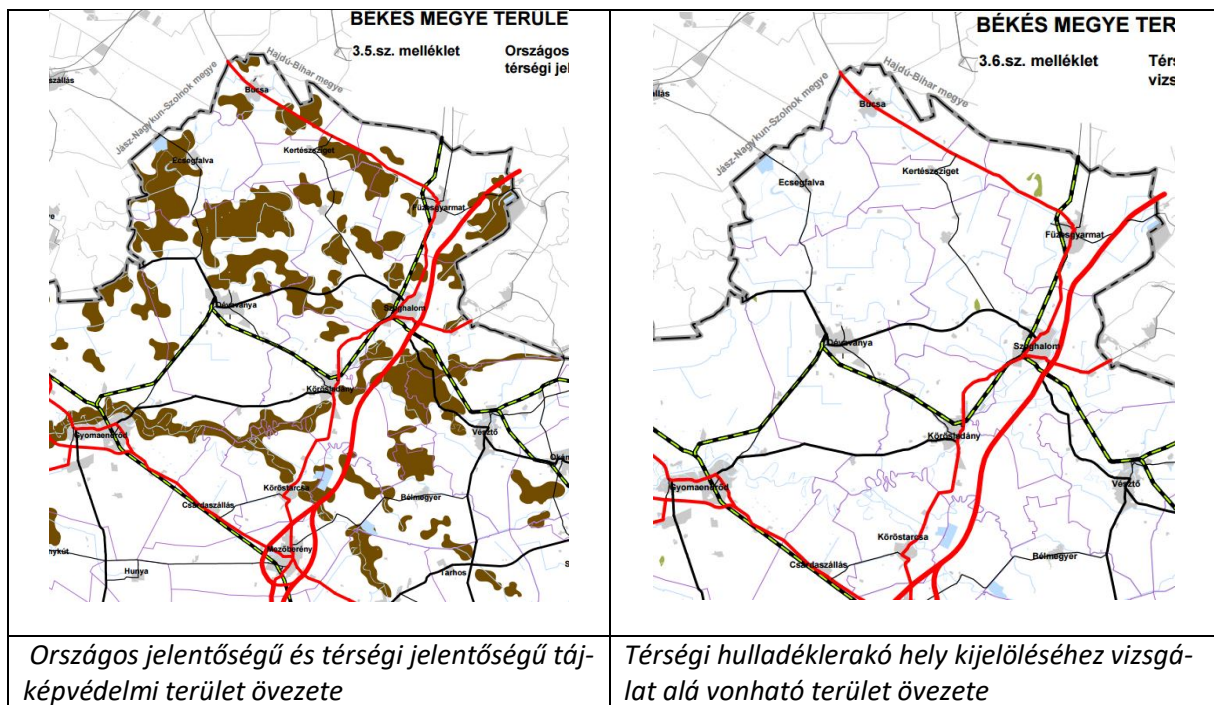 BÉKÉS MEGYE TERÜLE
3.5.sz. melléklet
Országos
térségi jel
Hajdú-Bihar megye
Jász-Nagykun-Szolnok megye
szállás
Bucsa
Kertészsziget
Ecsegfalva
Füzesgyarmat
Dévaványa
Szeghalom
Körösladány
Gyomaendrőd
Vésztő
Köröstarcsa
Bélmegyer
Csárdaszállás
Mezőberény
Hunya
Tarhos
nykút
BÉKÉS MEGYE TER
3.6.sz. melléklet
Térs
vizs
Hajdú-Bihar megye
Jász-Nagykun-Szolnok megye
Bucsa
Kertészsziget
Ecsegfalva
Füzesgyarmat
Dévaványa
Szeghalom
Körösladány
Gyomaendrőd
Vésztő
Köröstarcsa
Bélmegyer
Csárdaszállás
Országos jelentőségű és térségi jelentőségű táj-
képvédelmi terület övezete
Térségi hulladéklerakó hely kijelöléséhez vizsgá-
lat alá vonható terület övezete